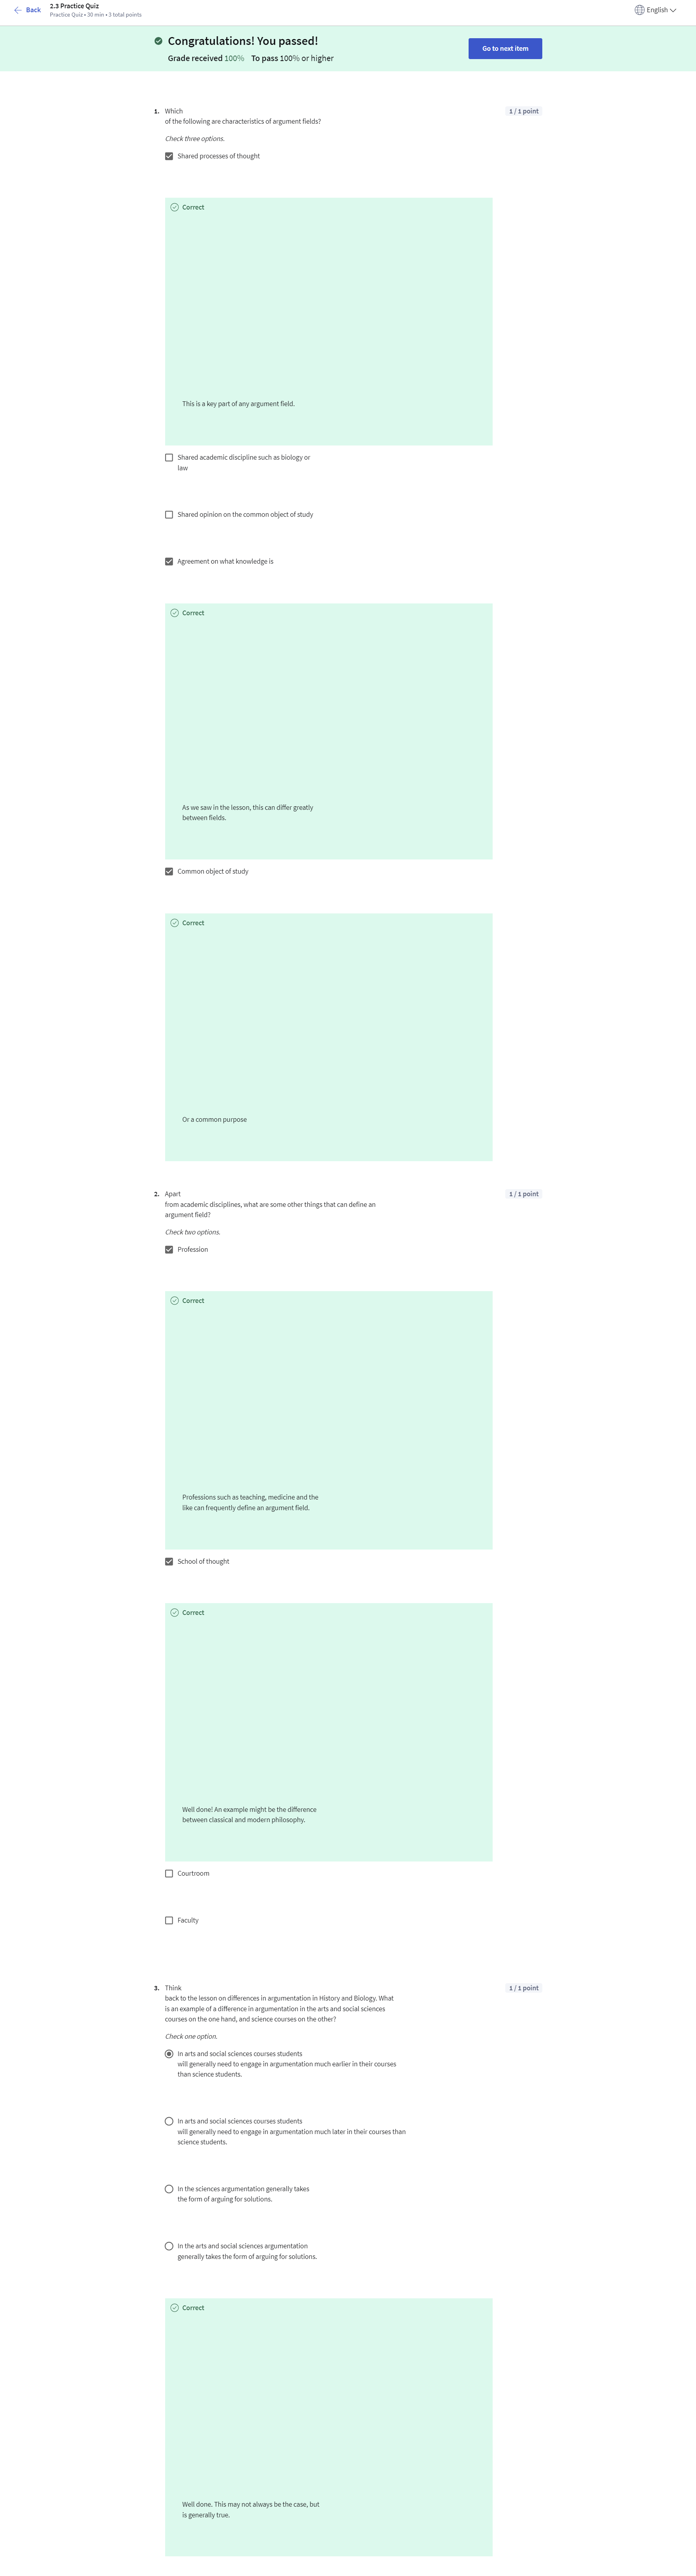 Back
2.3 Practice Quiz
Practice Quiz • 30 min • 3 total points
English
Congratulations! You passed!
Grade received 100% To pass 100% or higher
Go to next item
1. Which
of the following are characteristics of argument fields?
1 / 1 point
Check three options.
Shared processes of thought
Correct
This is a key part of any argument field.
Shared academic discipline such as biology or
law
Shared opinion on the common object of study
Agreement on what knowledge is
Correct
As we saw in the lesson, this can differ greatly
between fields.
Common object of study
Correct
Or a common purpose
2. Apart
from academic disciplines, what are some other things that can define an
argument field?
1 / 1 point
Check two options.
Profession
Correct
Professions such as teaching, medicine and the
like can frequently define an argument field.
School of thought
Correct
Well done! An example might be the difference
between classical and modern philosophy.
Courtroom
Faculty
3. Think
back to the lesson on differences in argumentation in History and Biology. What
is an example of a difference in argumentation in the arts and social sciences
courses on the one hand, and science courses on the other?
1 / 1 point
Check one option.
In arts and social sciences courses students
will generally need to engage in argumentation much earlier in their courses
than science students.
In arts and social sciences courses students
will generally need to engage in argumentation much later in their courses than
science students.
In the sciences argumentation generally takes
the form of arguing for solutions.
In the arts and social sciences argumentation
generally takes the form of arguing for solutions.
Correct
Well done. This may not always be the case, but
is generally true.